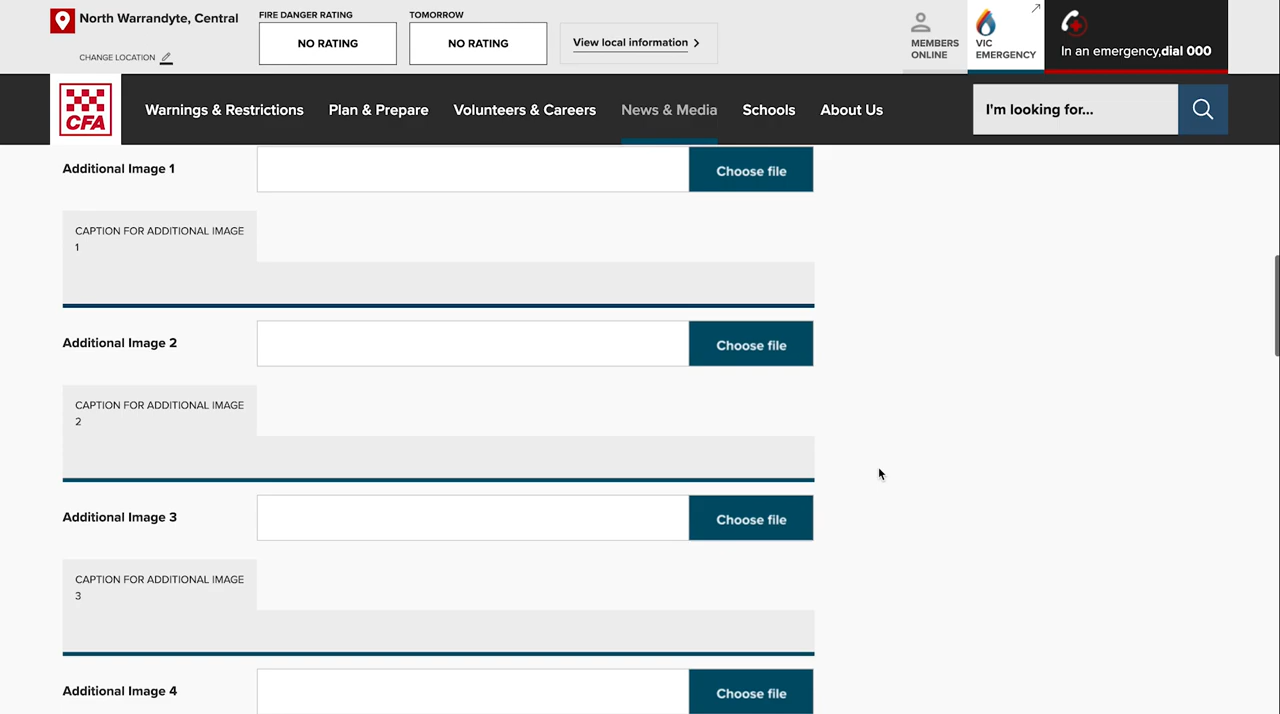 North Warrandyte, Central
CHANGE LOCATION
FIRE DANGER RATING
NO RATING
TOMORROW
NO RATING
View local information
MEMBERS
ONLINE
VIC
EMERGENCY
In an emergency,dial 000
CFA
Warnings & Restrictions
Plan & Prepare
Volunteers & Careers
News & Media
Schools
About Us
I'm looking for...
Additional Image 1
Choose file
CAPTION FOR ADDITIONAL IMAGE
1
Additional Image 2
Choose file
CAPTION FOR ADDITIONAL IMAGE
2
Additional Image 3
Choose file
CAPTION FOR ADDITIONAL IMAGE
3
Additional Image 4
Choose file